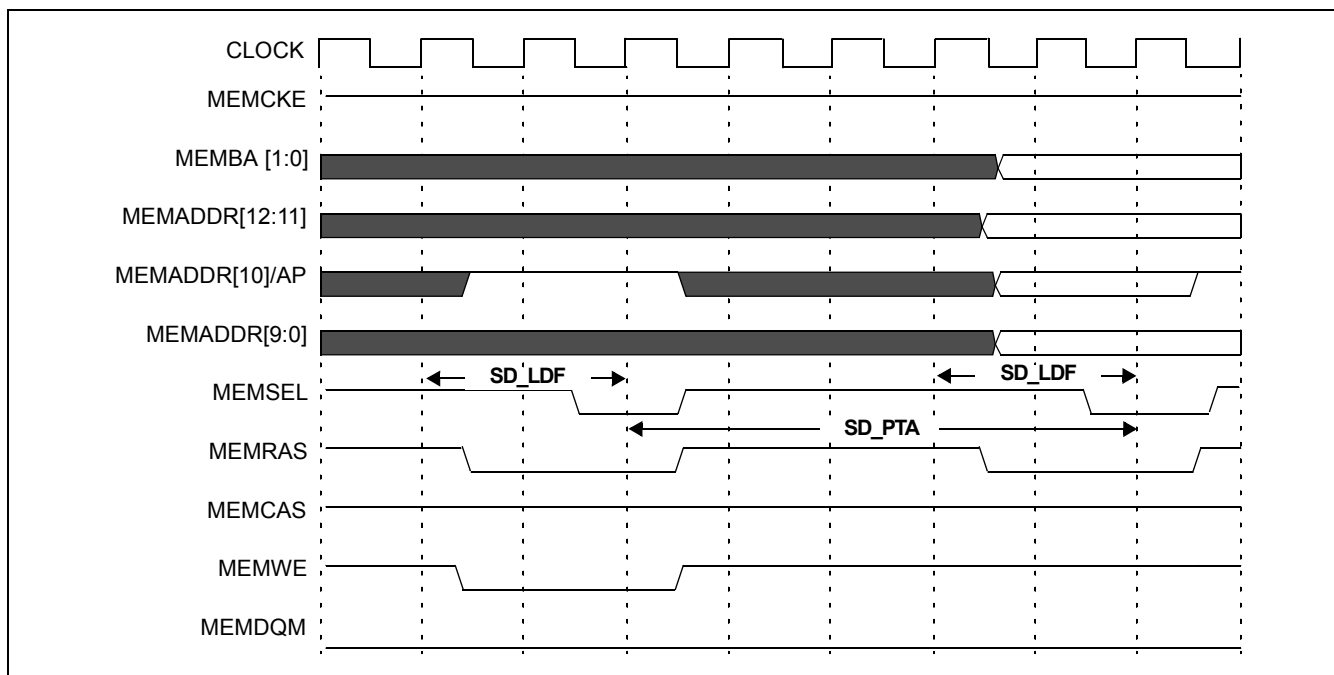 CLOCK
MEMCKE
MEMBA [1:0]
MEMADDR[12:11]
MEMADDR[10]/AP
MEMADDR[9:0]
SD_LDF SD_LDF
MEMSEL
SD_PTA
MEMRAS
MEMCAS
MEMWE
MEMDQM